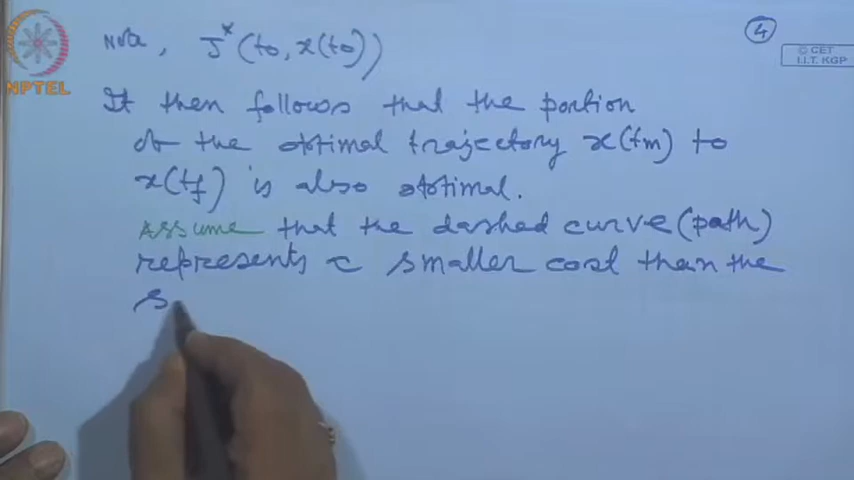 Note, J*(to, x(to))
4
© CET
I.I.T. KGP
NPTEL
It then follows that the portion
of the optimal trajectory x(tm) to
x(tf) is also optimal.
Assume that the dashed curve (path)
represents a smaller cost than the
s